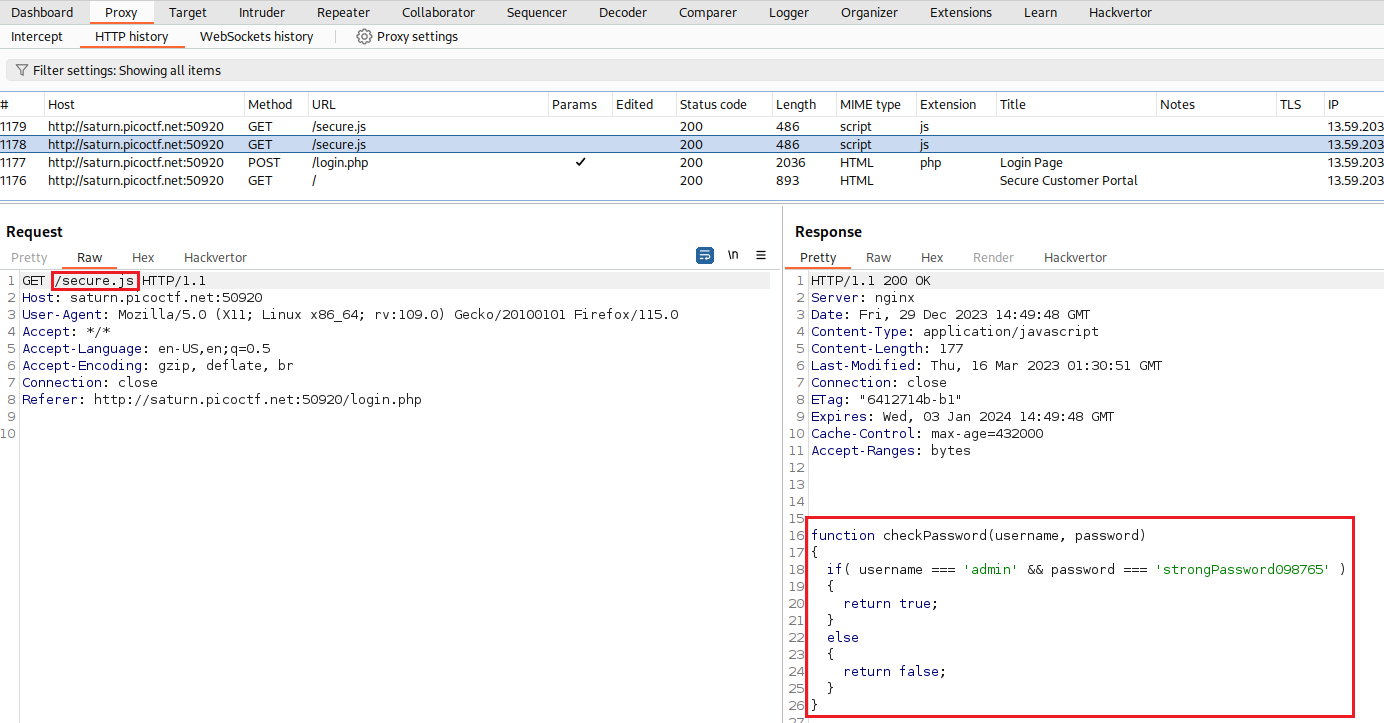 Dashboard Proxy Target Intruder Repeater Collaborator Sequencer Decoder Comparer Logger Organizer Extensions Learn Hackvertor
Intercept HTTP history WebSockets history Proxy settings
Filter settings: Showing all items
# Host Method URL Params Edited Status code Length MIME type Extension Title Notes TLS IP
1179 http://saturn.picoctf.net:50920 GET /secure.js 200 486 script js 13.59.203
1178 http://saturn.picoctf.net:50920 GET /secure.js 200 486 script js 13.59.203
1177 http://saturn.picoctf.net:50920 POST /login.php ✓ 200 2036 HTML php Login Page 13.59.203
1176 http://saturn.picoctf.net:50920 GET / 200 893 HTML Secure Customer Portal 13.59.203
Request
Pretty Raw Hex Hackvertor \n
1 GET /secure.js HTTP/1.1
2 Host: saturn.picoctf.net:50920
3 User-Agent: Mozilla/5.0 (X11; Linux x86_64; rv:109.0) Gecko/20100101 Firefox/115.0
4 Accept: */*
5 Accept-Language: en-US,en;q=0.5
6 Accept-Encoding: gzip, deflate, br
7 Connection: close
8 Referer: http://saturn.picoctf.net:50920/login.php
9
10
Response
Pretty Raw Hex Render Hackvertor
1 HTTP/1.1 200 OK
2 Server: nginx
3 Date: Fri, 29 Dec 2023 14:49:48 GMT
4 Content-Type: application/javascript
5 Content-Length: 177
6 Last-Modified: Thu, 16 Mar 2023 01:30:51 GMT
7 Connection: close
8 ETag: "6412714b-b1"
9 Expires: Wed, 03 Jan 2024 14:49:48 GMT
10 Cache-Control: max-age=432000
11 Accept-Ranges: bytes
12
13
14
15
16 function checkPassword(username, password)
17 {
18 if( username === 'admin' && password === 'strongPassword098765' )
19 {
20 return true;
21 }
22 else
23 {
24 return false;
25 }
26 }
27